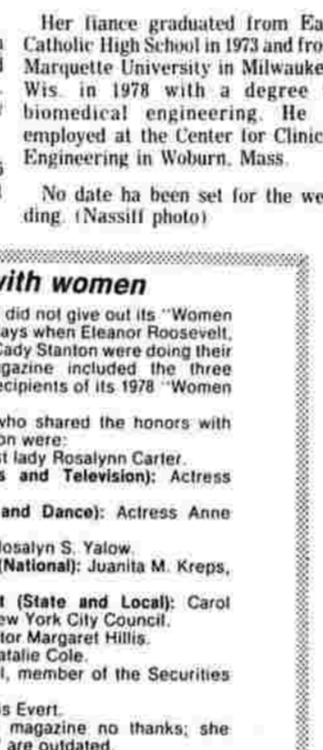 Her fiance graduated from Ea
Catholic High School in 1973 and fro
Marquette University in Milwauke
Wis. in 1978 with a degree
biomedical engineering. He
employed at the Center for Clinic
Engineering in Woburn, Mass.
No date ha been set for the we
ding. (Nassiff photo)
with women
did not give out its "Women
ays when Eleanor Roosevelt,
Cady Stanton were doing their
gazine included the three
ecipients of its 1978 "Women
who shared the honors with
on were:
st lady Rosalynn Carter.
s and Television): Actress
and Dance): Actress Anne
Rosalyn S. Yalow.
(National): Juanita M. Kreps,
t (State and Local): Carol
ew York City Council.
tor Margaret Hillis.
atalie Cole.
l, member of the Securities
is Evert.
magazine no thanks; she
are outdated.